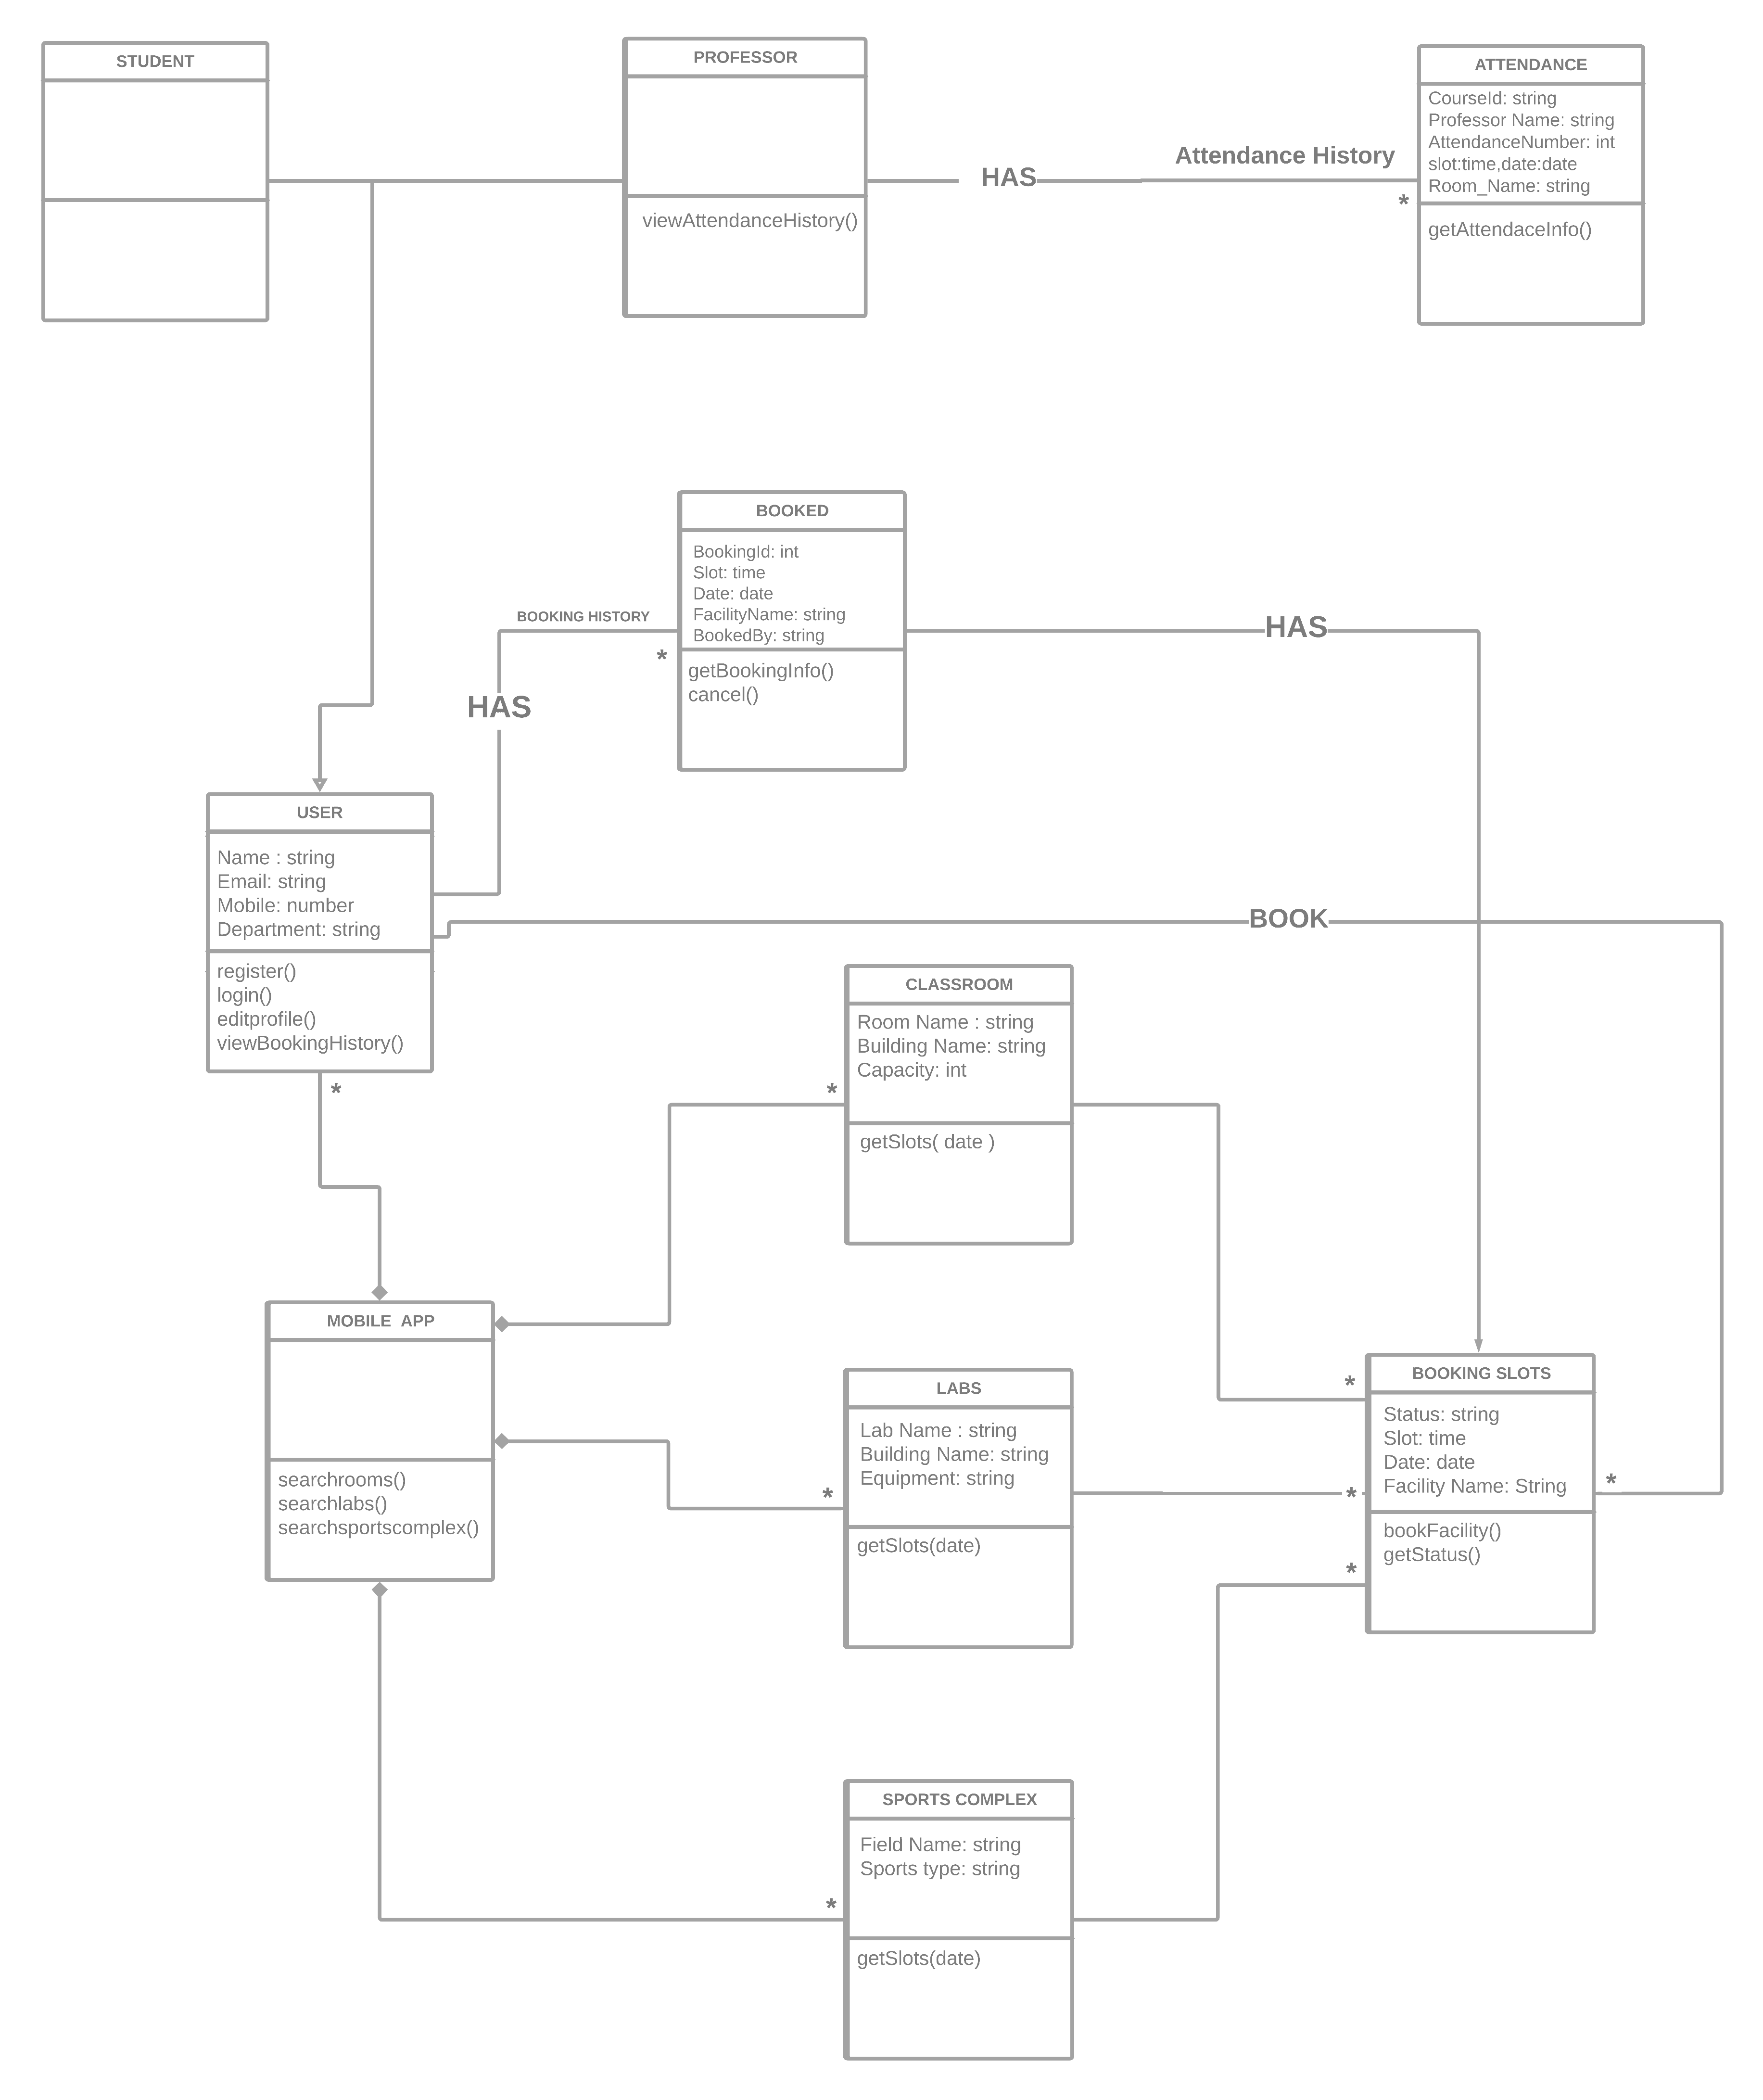 STUDENT
PROFESSOR
viewAttendanceHistory()
HAS
Attendance History
*
ATTENDANCE
CourseId: string
Professor Name: string
AttendanceNumber: int
slot:time,date:date
Room_Name: string
getAttendaceInfo()
BOOKED
BookingId: int
Slot: time
Date: date
FacilityName: string
BookedBy: string
getBookingInfo()
cancel()
BOOKING HISTORY
*
HAS
HAS
USER
Name : string
Email: string
Mobile: number
Department: string
register()
login()
editprofile()
viewBookingHistory()
*
BOOK
CLASSROOM
Room Name : string
Building Name: string
Capacity: int
getSlots( date )
*
MOBILE  APP
searchrooms()
searchlabs()
searchsportscomplex()
LABS
Lab Name : string
Building Name: string
Equipment: string
getSlots(date)
*
BOOKING SLOTS
Status: string
Slot: time
Date: date
Facility Name: String
bookFacility()
getStatus()
*
*
*
*
SPORTS COMPLEX
Field Name: string
Sports type: string
getSlots(date)
*